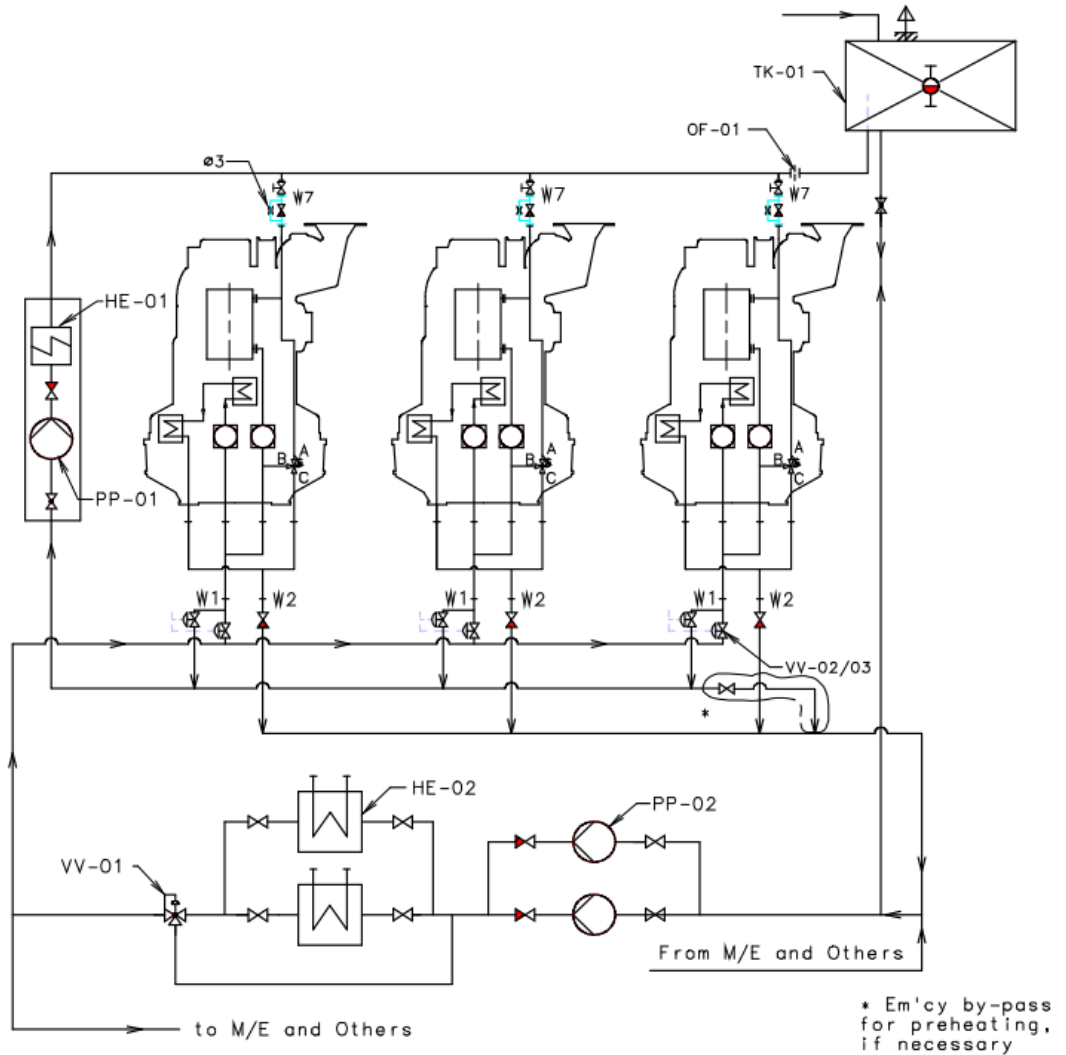 TK-01
OF-01
ø3
W7
W7
W7
HE-01
PP-01
A
B
C
A
B
C
A
B
C
W1
W2
W1
W2
W1
W2
VV-02/03
*
HE-02
PP-02
VV-01
From M/E and Others
to M/E and Others
* Em'cy by-pass
for preheating,
if necessary